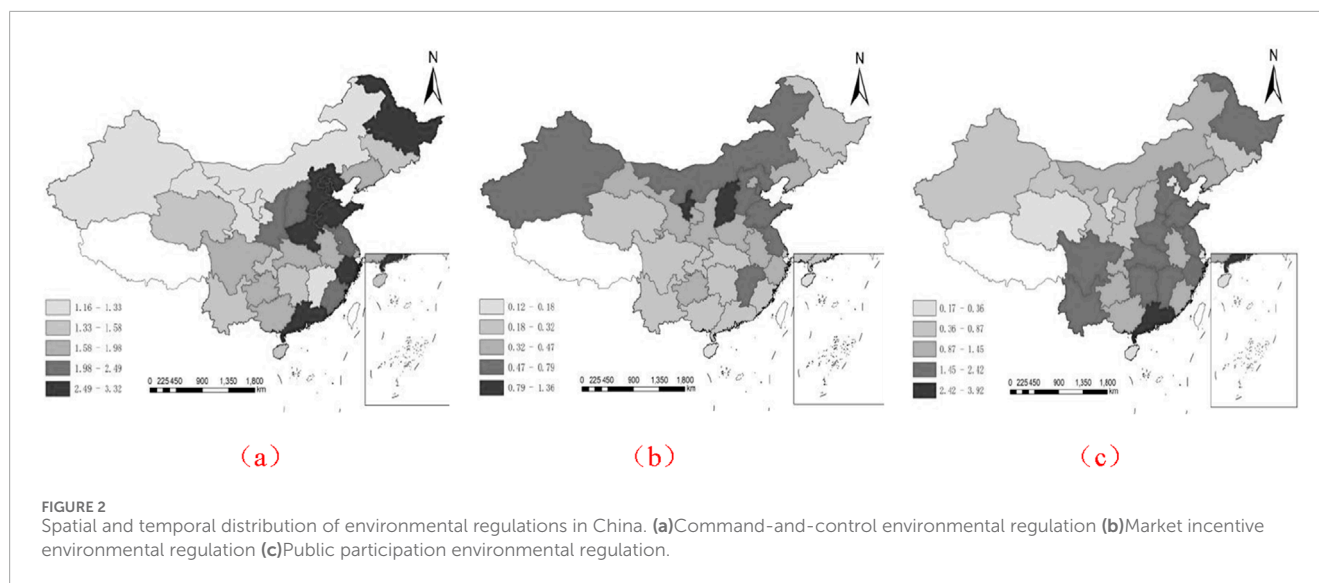 N
1.16 - 1.33
1.33 - 1.58
1.58 - 1.98
1.98 - 2.49
2.49 - 3.32
0 225450 900 1,350 1,800
km
N
0.12 - 0.18
0.18 - 0.32
0.32 - 0.47
0.47 - 0.79
0.79 - 1.36
0 225450 900 1,350 1,800
km
N
0.17 - 0.36
0.36 - 0.87
0.87 - 1.45
1.45 - 2.42
2.42 - 3.92
0 225450 900 1,350 1,800
km
(a)
(b)
(c)
FIGURE 2
Spatial and temporal distribution of environmental regulations in China. (a)Command-and-control environmental regulation (b)Market incentive
environmental regulation (c)Public participation environmental regulation.